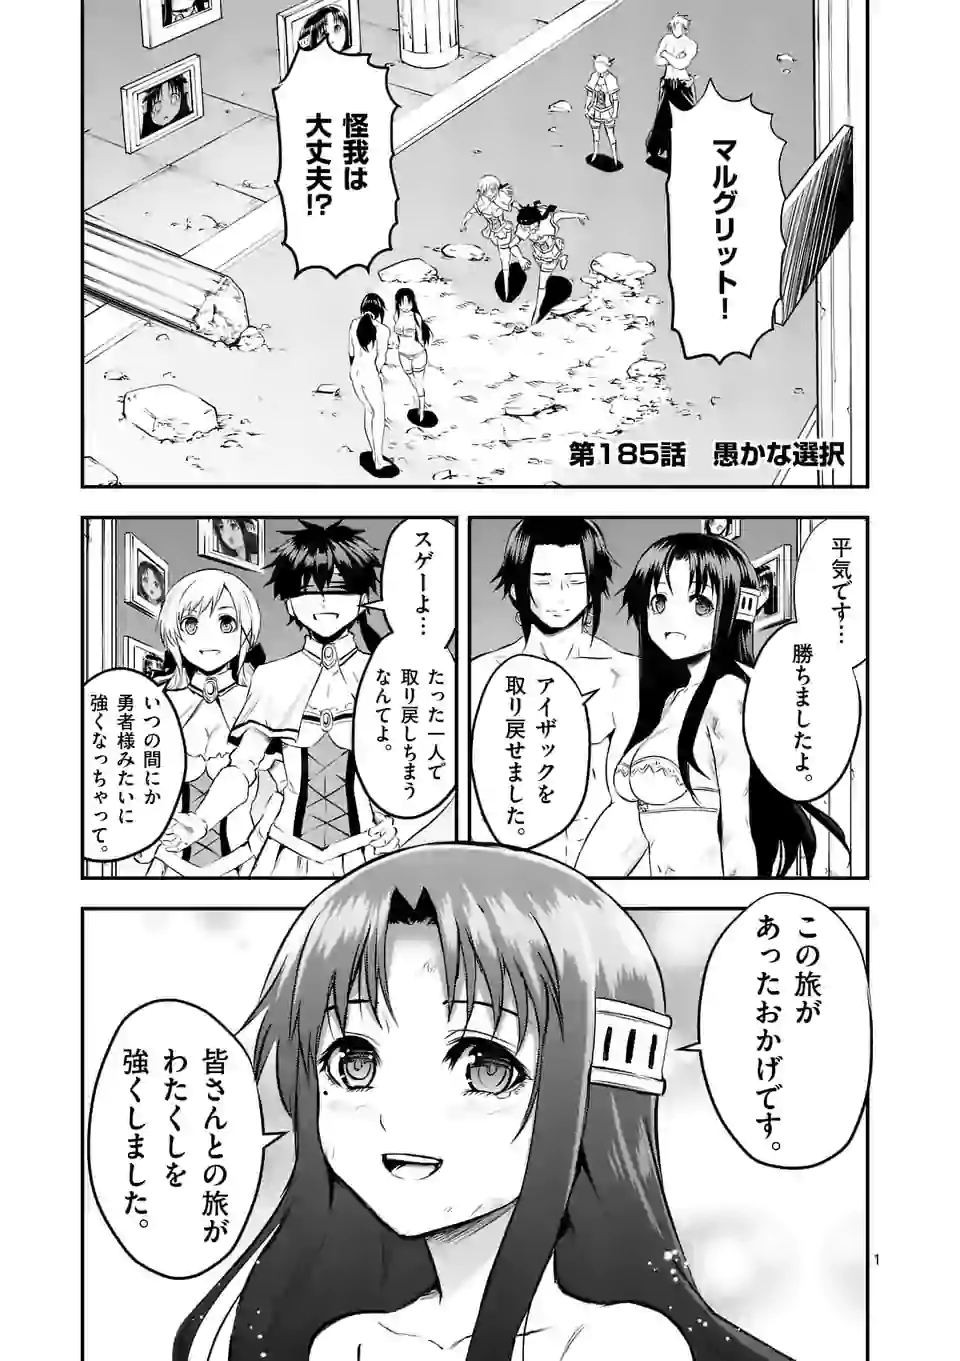 マルグリット!
怪我は
大丈夫!?
第185話 愚かな選択
平気です…
勝ちましたよ。
アイザックを
取り戻せました。
スゲーよ…
たった一人で
取り戻しちまう
なんてよ。
いつの間にか
勇者様みたいに
強くなっちゃって。
この旅が
あったおかげです。
皆さんとの旅が
わたくしを
強くしました。
1